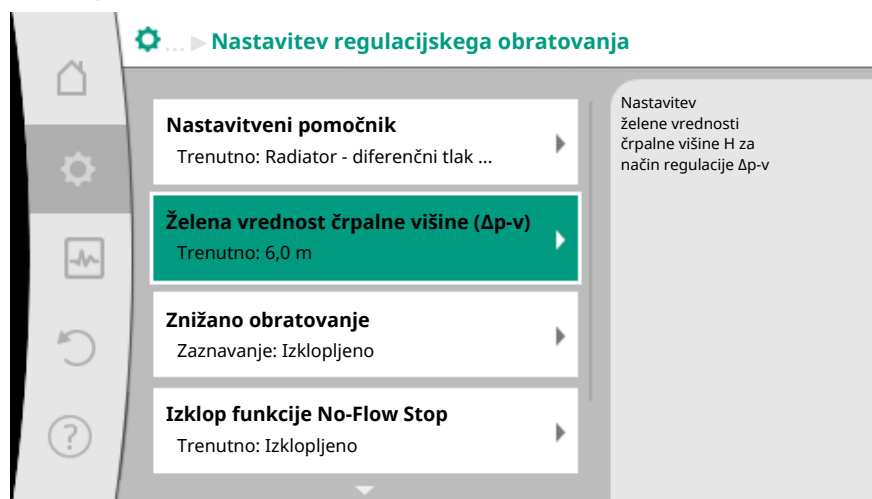 ... ▶ Nastavitev regulacijskega obratovanja
Nastavitveni pomočnik
Trenutno: Radiator - diferenčni tlak ...
Želena vrednost črpalne višine (Δp-v)
Trenutno: 6,0 m
Znižano obratovanje
Zaznavanje: Izklopljeno
Izklop funkcije No-Flow Stop
Trenutno: Izklopljeno
Nastavitev
želene vrednosti
črpalne višine H za
način regulacije Δp-v
?